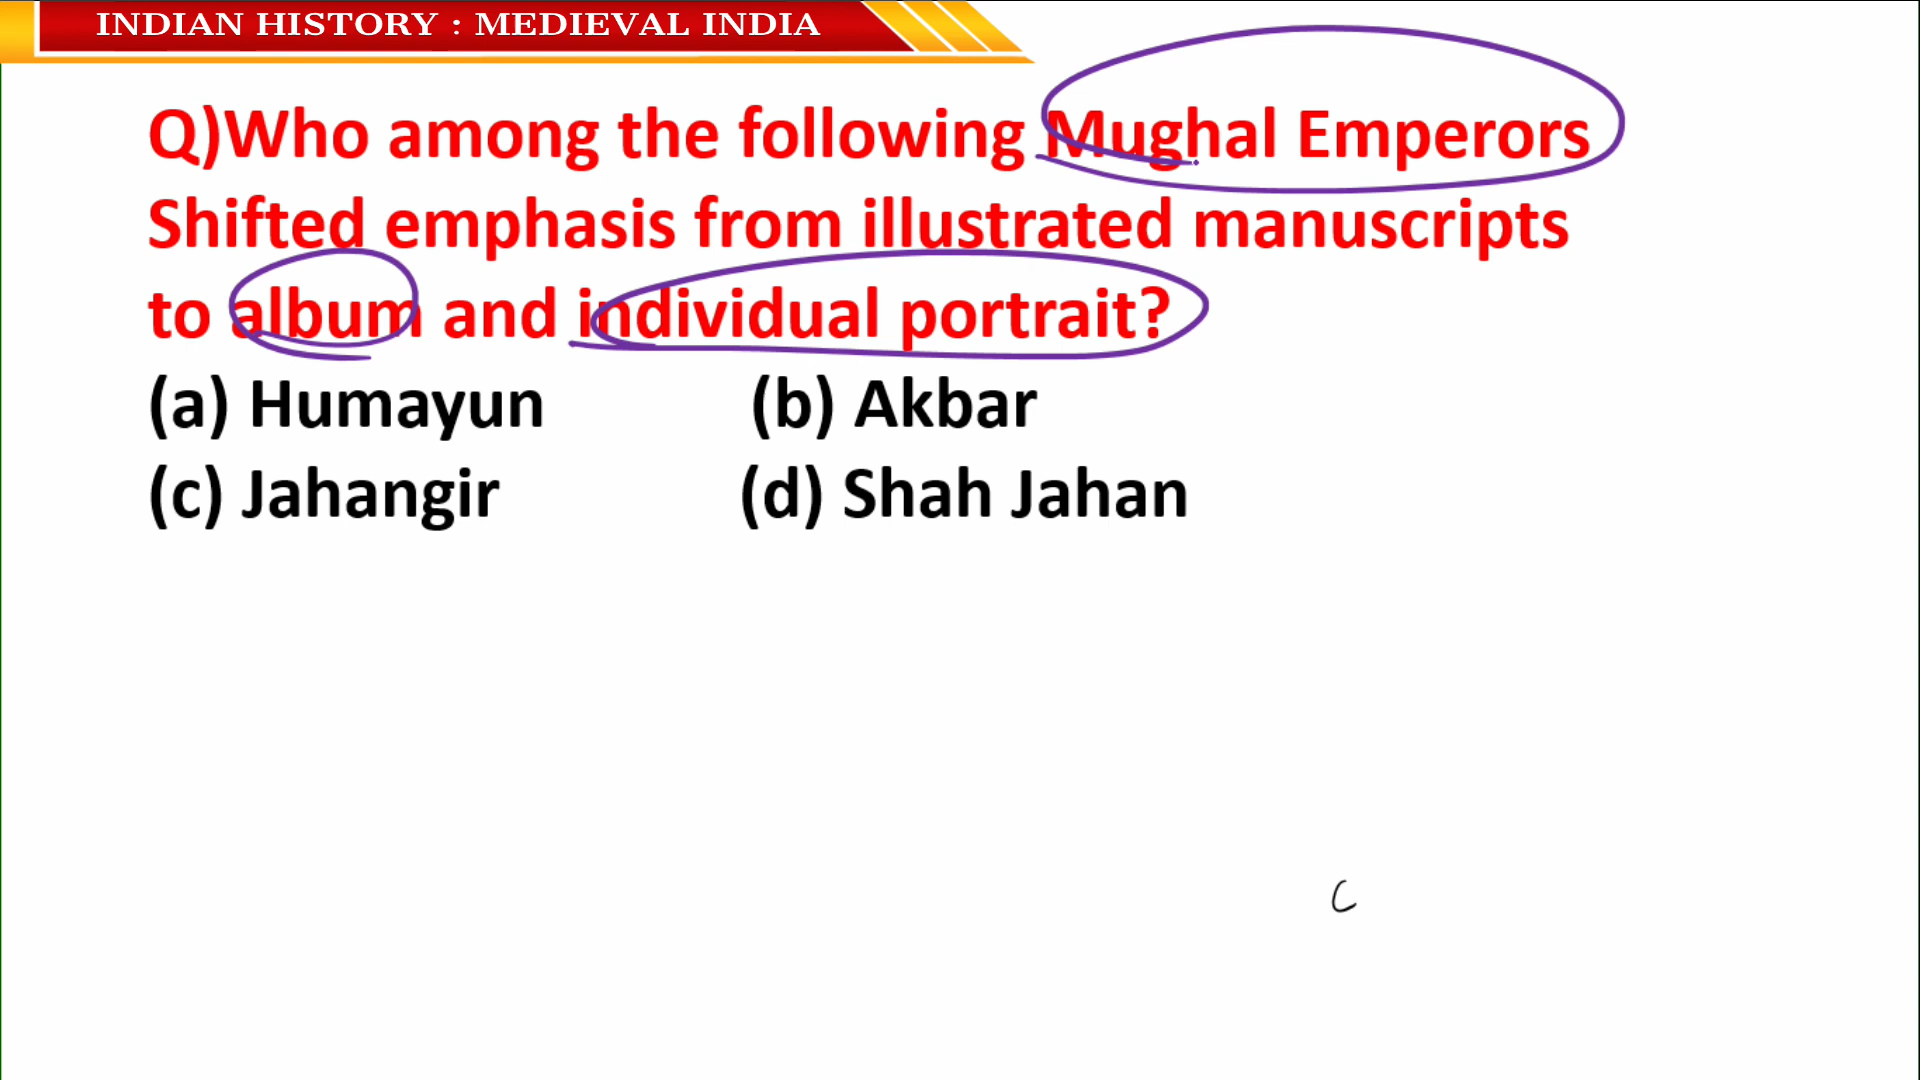 INDIAN HISTORY : MEDIEVAL INDIA
Q)Who among the following Mughal Emperors
Shifted emphasis from illustrated manuscripts
to album and individual portrait?
(a) Humayun (b) Akbar
(c) Jahangir (d) Shah Jahan
C